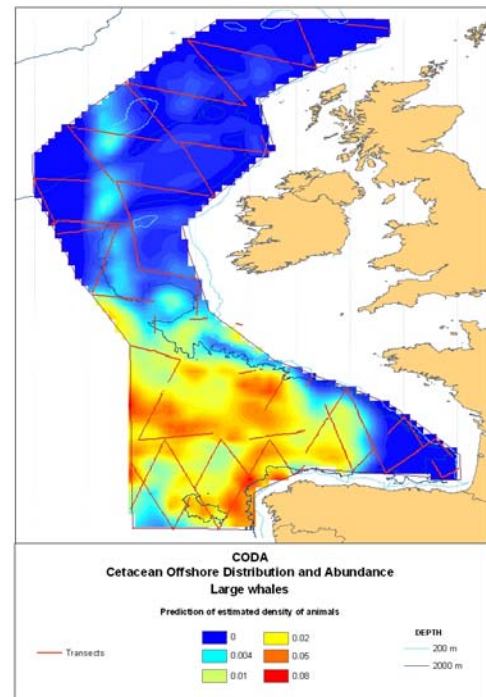 CODA
Cetacean Offshore Distribution and Abundance
Large whales
Prediction of estimated density of animals
Transects
0
0.004
0.01
0.02
0.05
0.08
DEPTH
200 m
2000 m